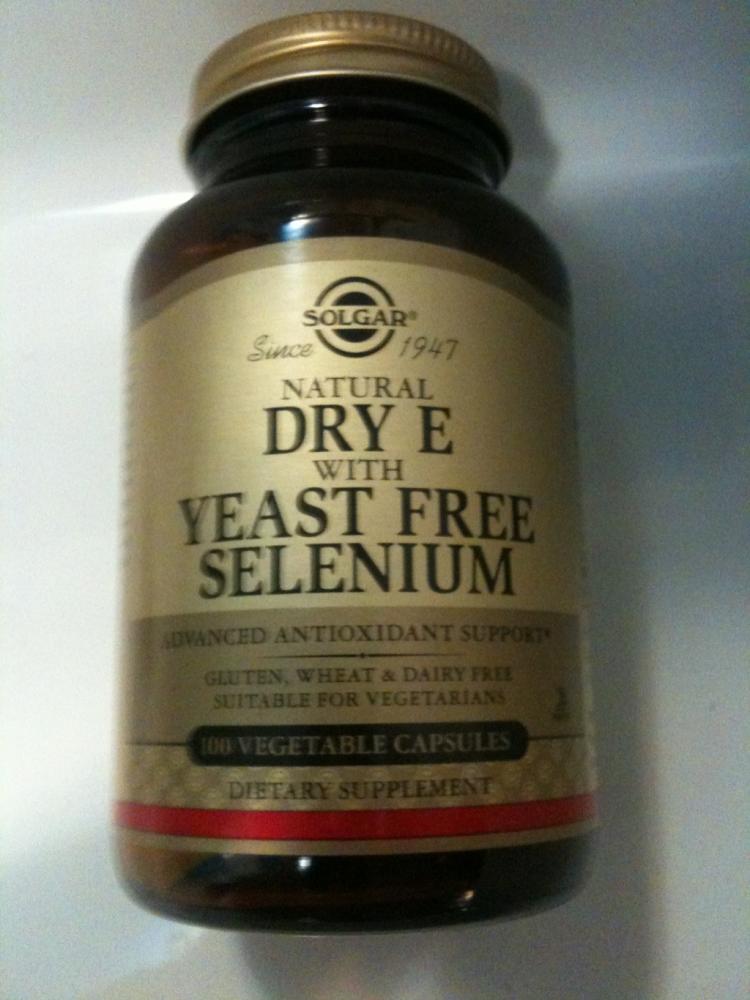 SOLGAR®
Since 1947
NATURAL
DRY E
WITH
YEAST FREE
SELENIUM
ADVANCED ANTIOXIDANT SUPPORT*
GLUTEN, WHEAT & DAIRY FREE
SUITABLE FOR VEGETARIANS
100 VEGETABLE CAPSULES
DIETARY SUPPLEMENT